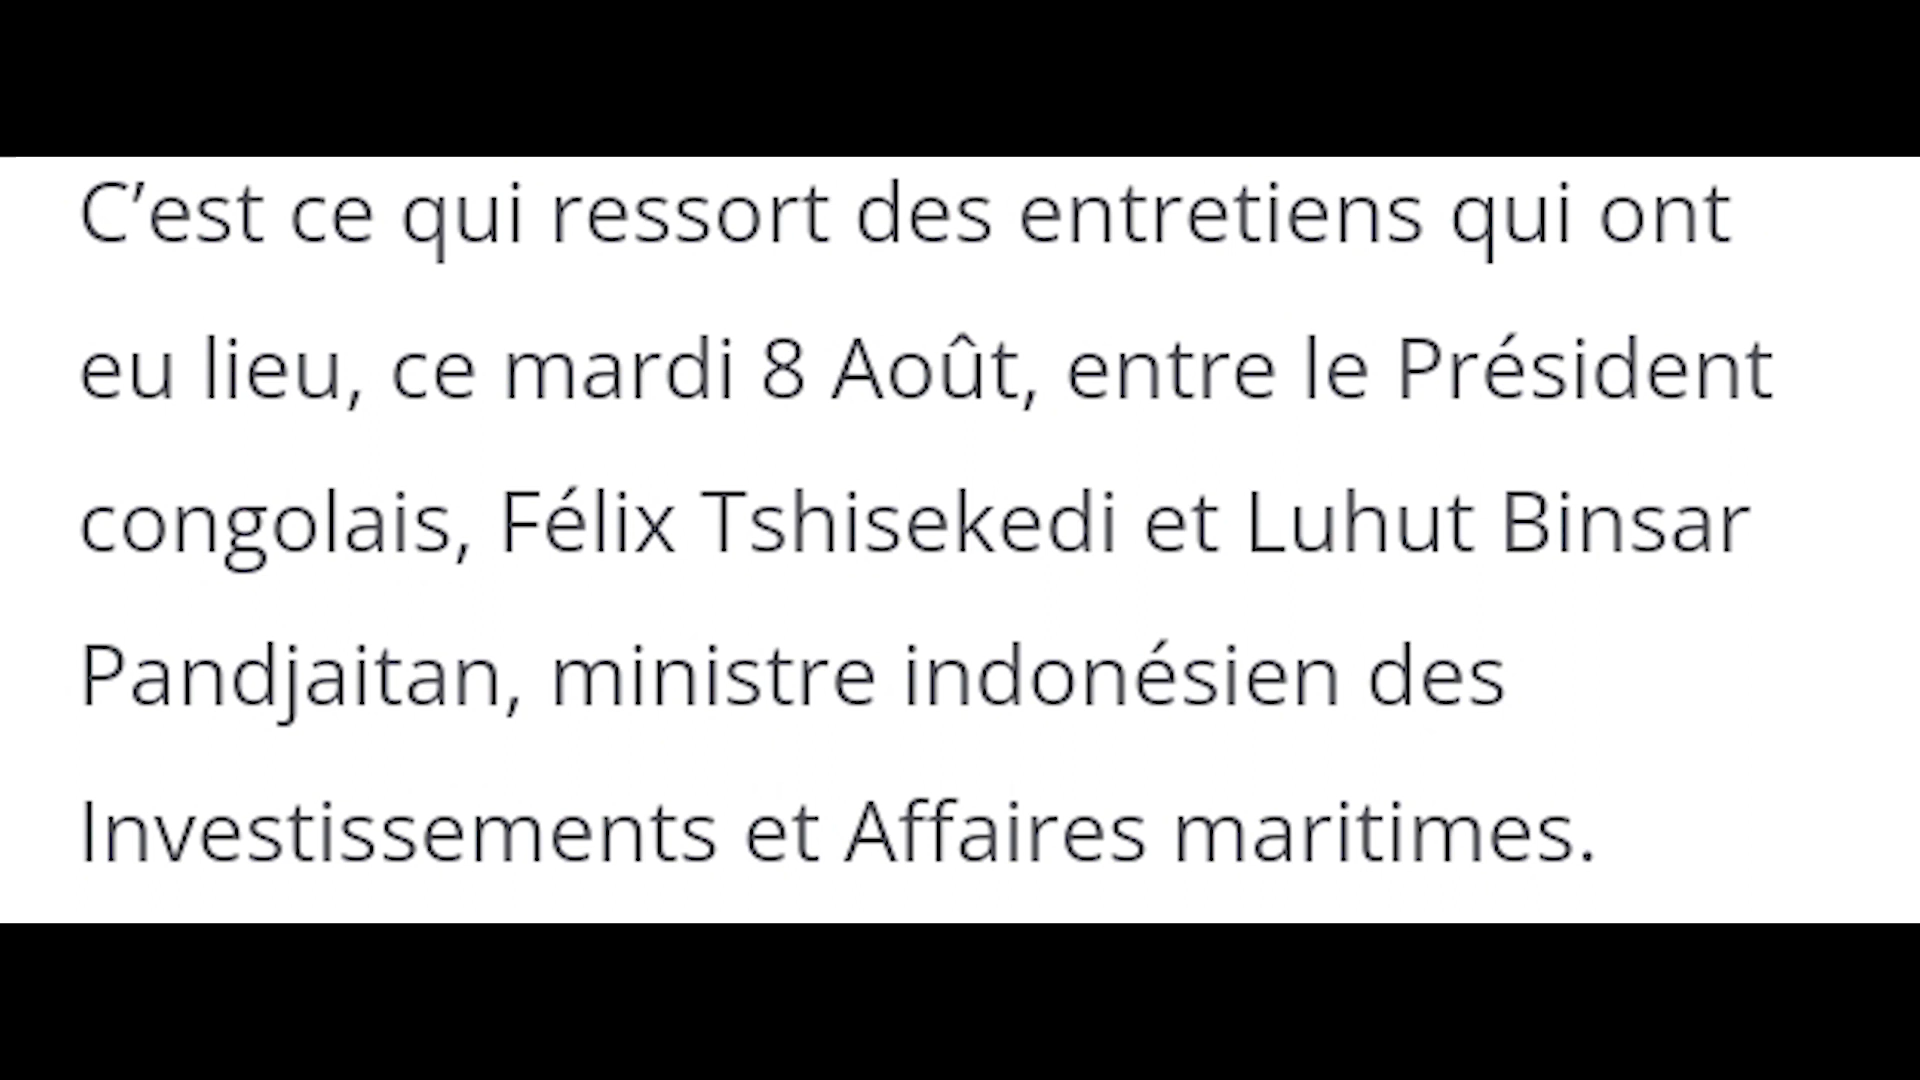 C’est ce qui ressort des entretiens qui ont
eu lieu, ce mardi 8 Août, entre le Président
congolais, Félix Tshisekedi et Luhut Binsar
Pandjaitan, ministre indonésien des
Investissements et Affaires maritimes.